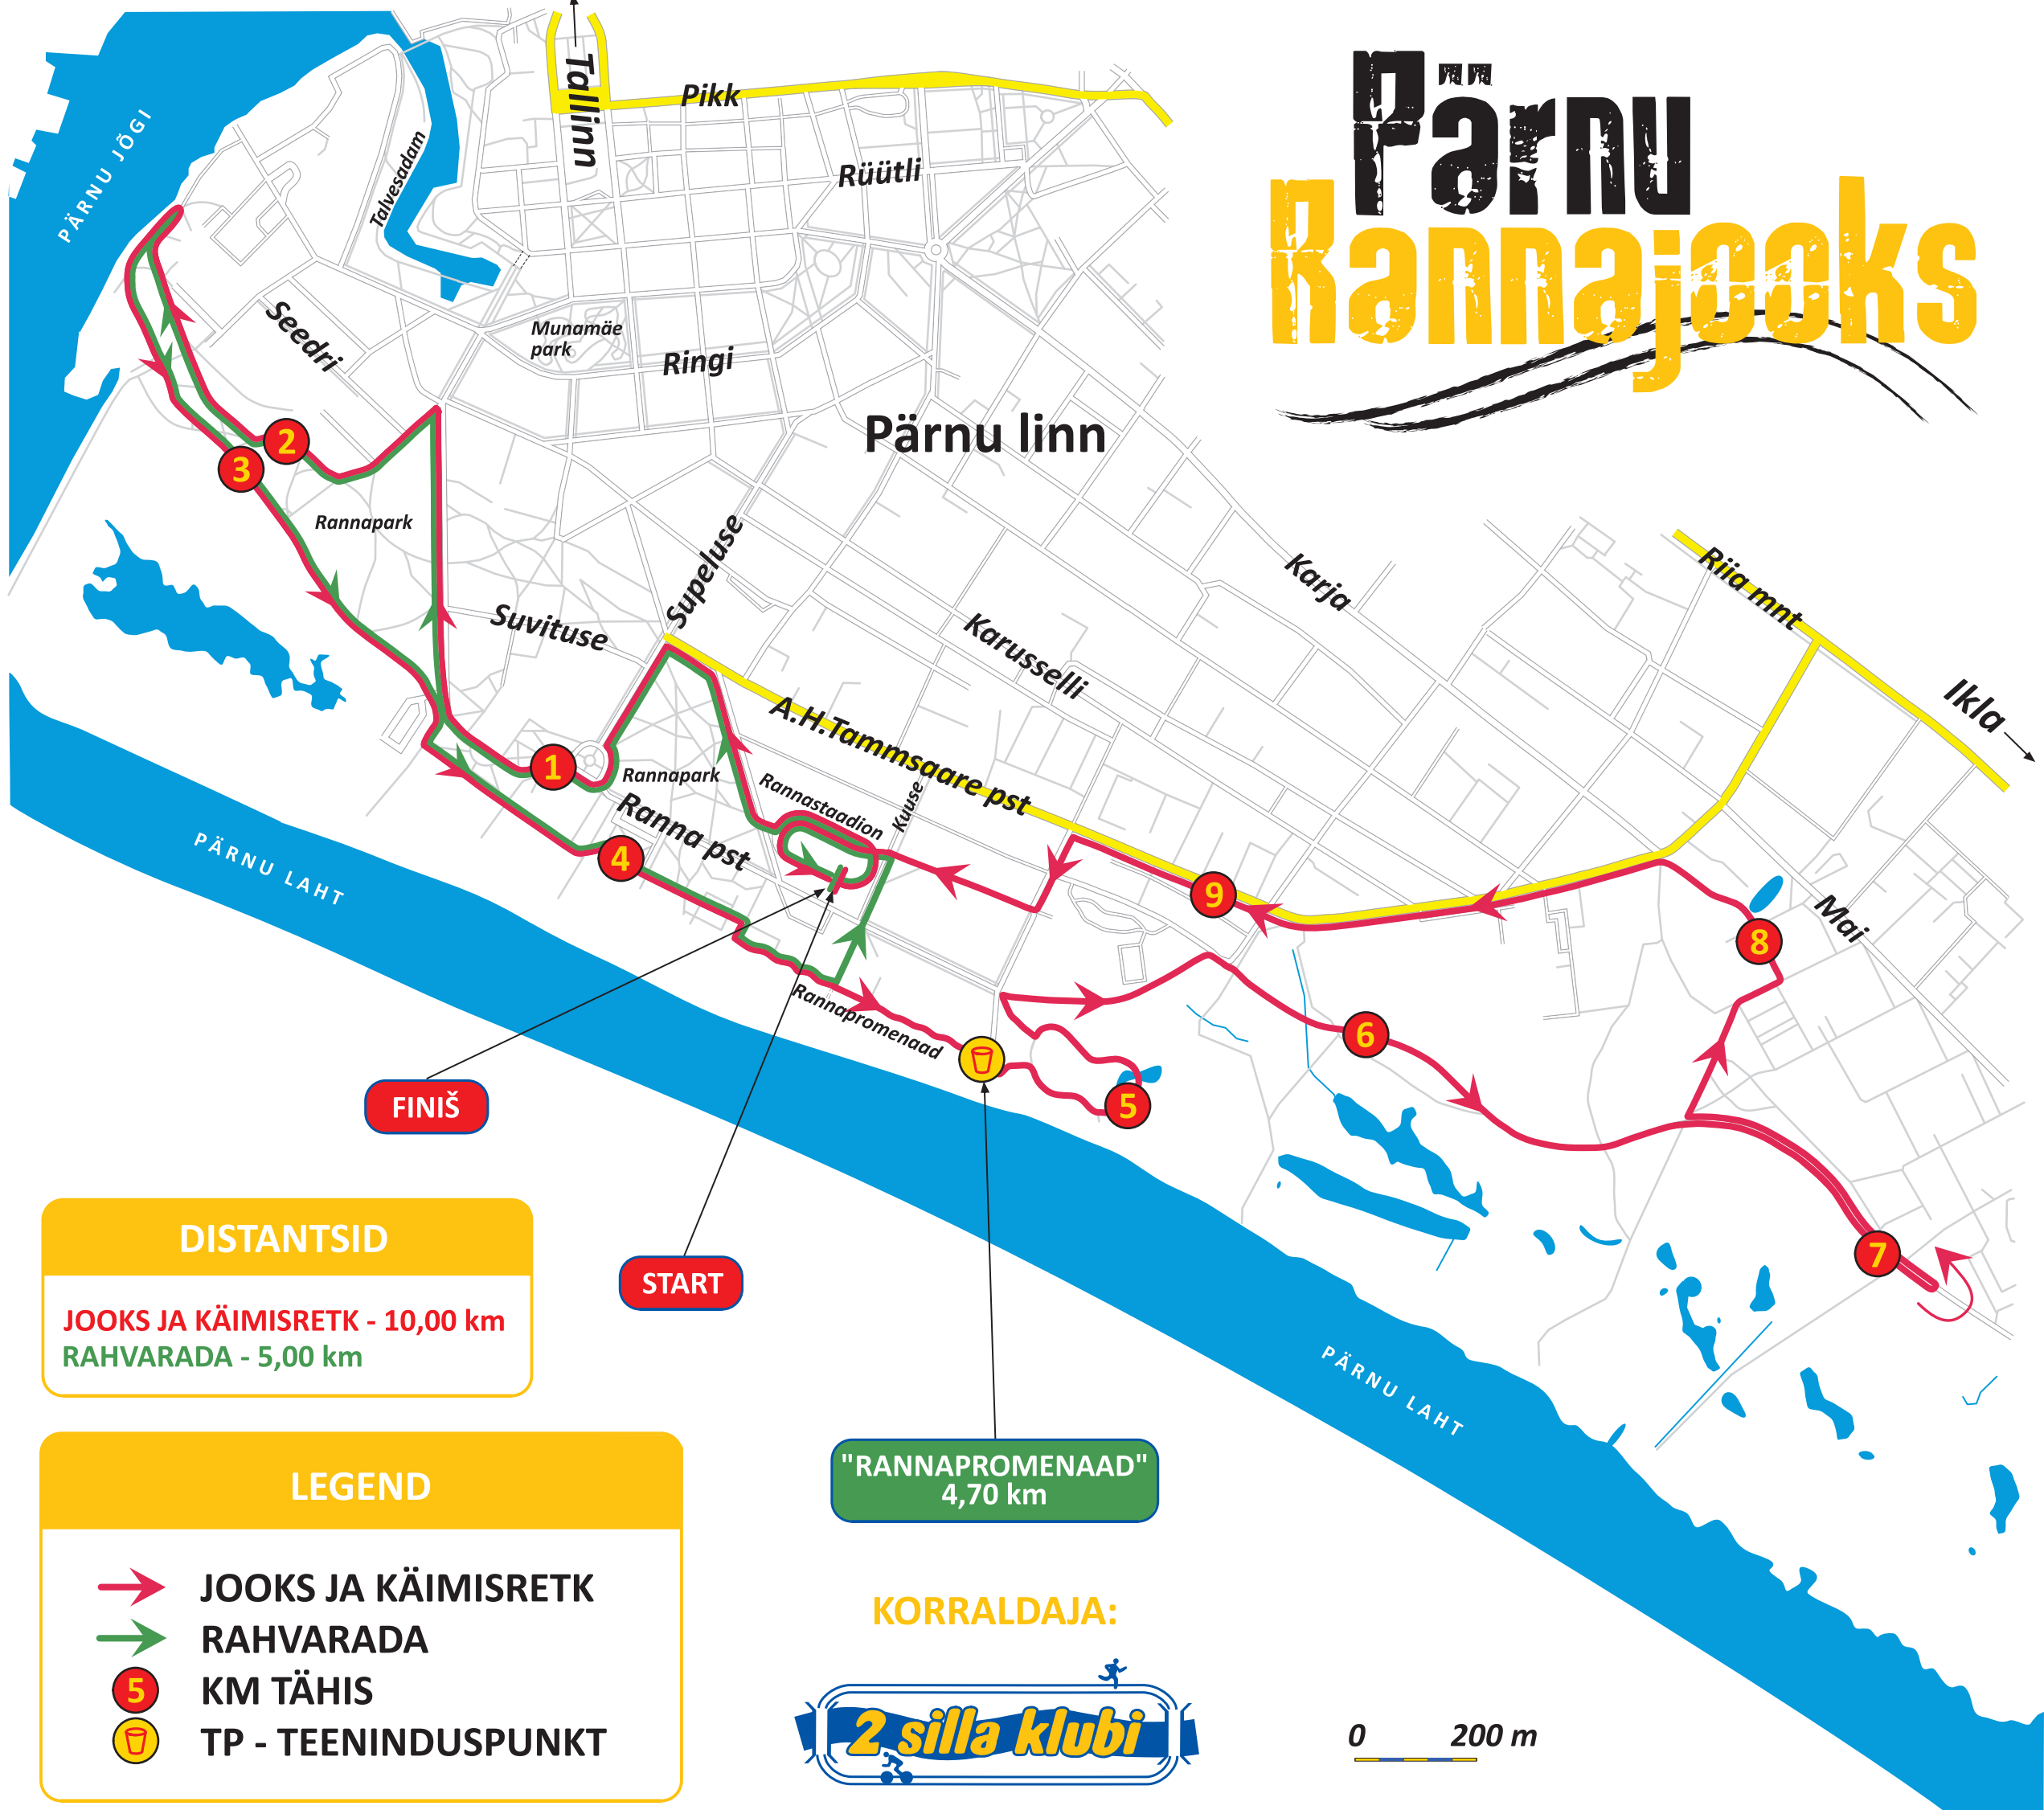 Pärnu
Rannajooks
Tallinn
Pikk
Rüütli
PÄRNU JÕGI
Talvesadam
Seedri
Munamäe
park
Ringi
Pärnu linn
2
3
Rannapark
Supeluse
Suvituse
Karja
Karusselli
Riia mnt
Ilkla
A.H.Tammsaare pst
1
Rannapark
Rannastaadion
Kuuse
Ranna pst
4
9
8
Mai
PÄRNU LAHT
Rannapromenaad
6
5
7
FINIŠ
START
DISTANTSID
JOOKS JA KÄIMISRETK - 10,00 km
RAHVARADA - 5,00 km
PÄRNU LAHT
"RANNAPROMENAAD"
4,70 km
LEGEND
JOOKS JA KÄIMISRETK
RAHVARADA
5
KM TÄHIS
TP - TEENINDUSPUNKT
KORRALDAJA:
2 silla klubi
0 200 m